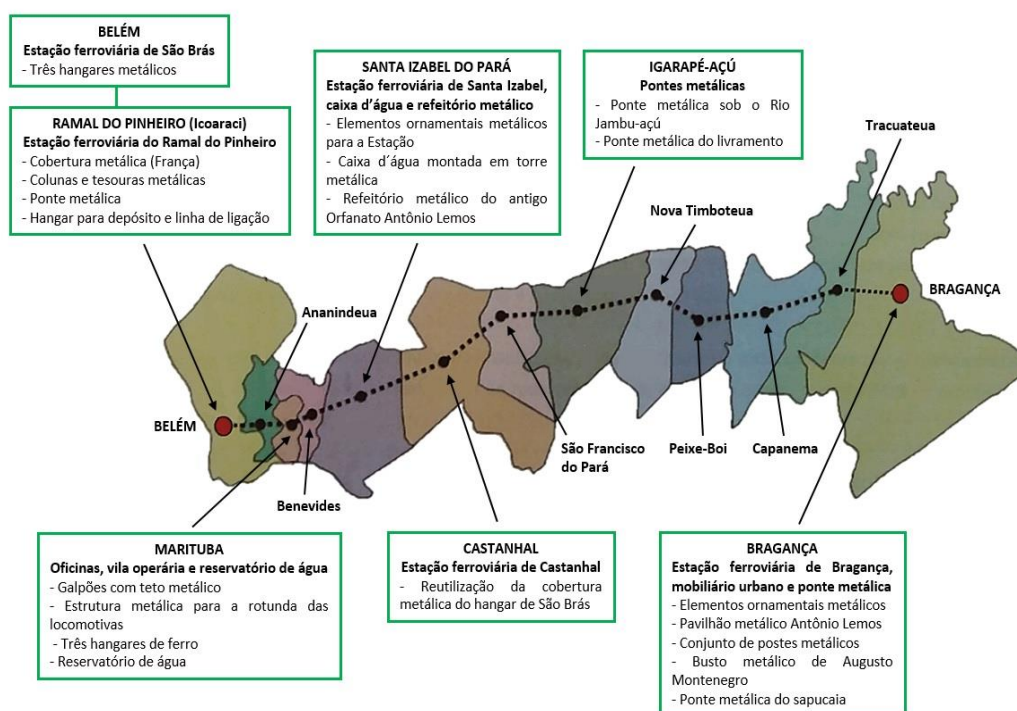 BELÉM
Estação ferroviária de São Brás
- Três hangares metálicos
RAMAL DO PINHEIRO (Icoaraci)
Estação ferroviária do Ramal do Pinheiro
- Cobertura metálica (França)
- Colunas e tesouras metálicas
- Ponte metálica
- Hangar para depósito e linha de ligação
SANTA IZABEL DO PARÁ
Estação ferroviária de Santa Izabel,
caixa d’água e refeitório metálico
- Elementos ornamentais metálicos
para a Estação
- Caixa d´água montada em torre
metálica
- Refeitório metálico do antigo
Orfanato Antônio Lemos
IGARAPÉ-AÇÚ
Pontes metálicas
- Ponte metálica sob o Rio
Jambu-açú
- Ponte metálica do livramento
Tracuateua
Nova Timboteua
Ananindeua
BRAGANÇA
BELÉM
São Francisco
do Pará
Peixe-Boi
Capanema
Benevides
MARITUBA
Oficinas, vila operária e reservatório de água
- Galpões com teto metálico
- Estrutura metálica para a rotunda das
locomotivas
- Três hangares de ferro
- Reservatório de água
CASTANHAL
Estação ferroviária de Castanhal
- Reutilização da cobertura
metálica do hangar de São Brás
BRAGANÇA
Estação ferroviária de Bragança,
mobiliário urbano e ponte metálica
- Elementos ornamentais metálicos
- Pavilhão metálico Antônio Lemos
- Conjunto de postes metálicos
- Busto metálico de Augusto
Montenegro
- Ponte metálica do sapucaia